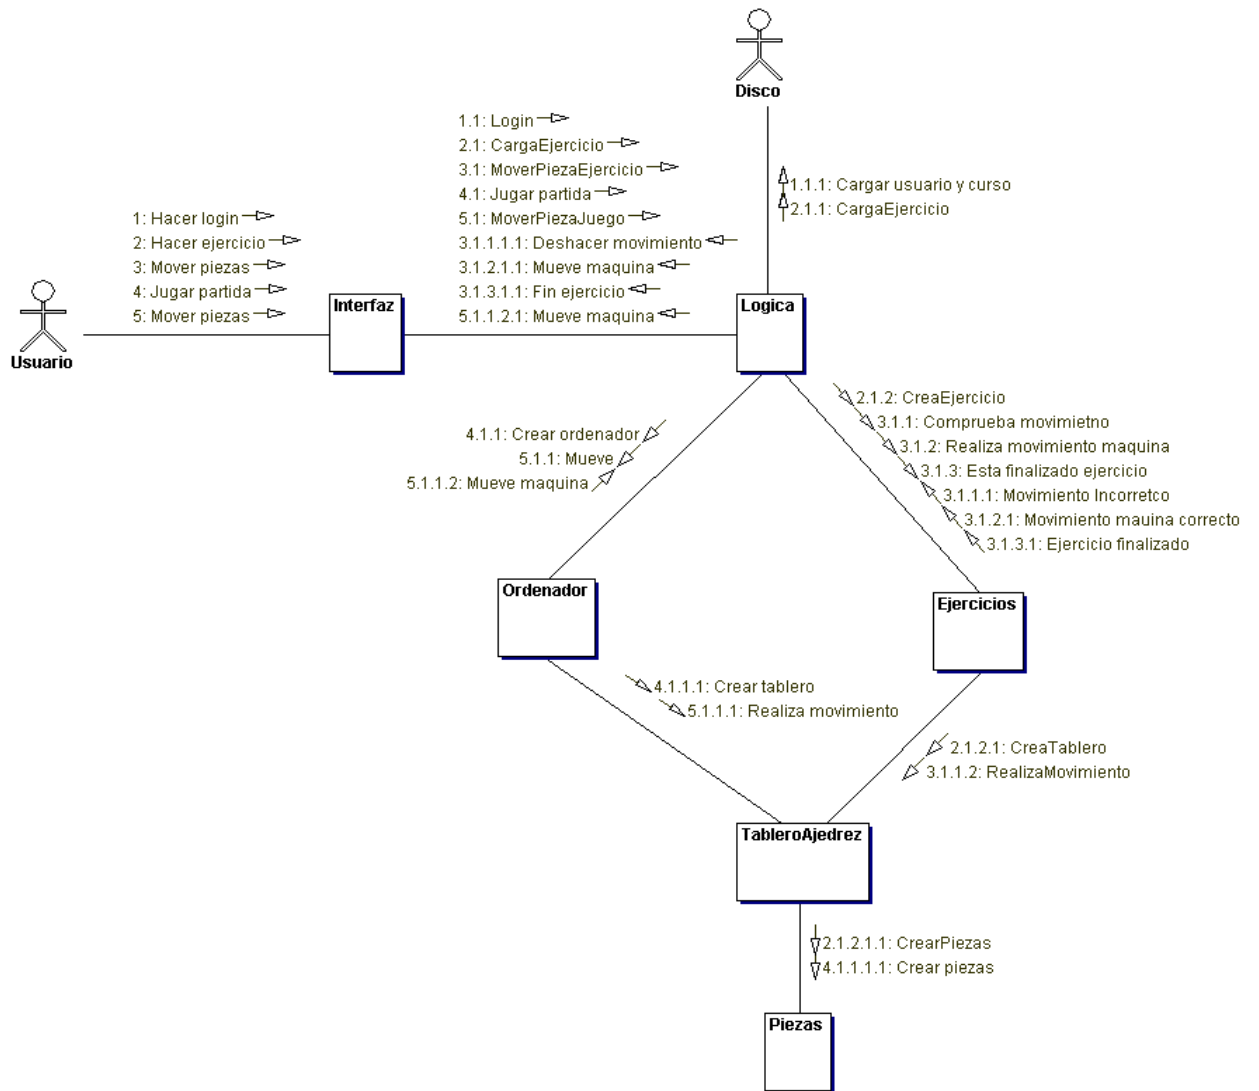 Disco
1.1: Login
2.1: CargaEjercicio
3.1: MoverPiezaEjercicio
4.1: Jugar partida
5.1: MoverPiezaJuego
3.1.1.1.1: Deshacer movimiento
3.1.2.1.1: Mueve maquina
3.1.3.1.1: Fin ejercicio
5.1.1.2.1: Mueve maquina
1.1.1: Cargar usuario y curso
2.1.1: CargaEjercicio
1: Hacer login
2: Hacer ejercicio
3: Mover piezas
4: Jugar partida
5: Mover piezas
Usuario
Interfaz
Logica
4.1.1: Crear ordenador
5.1.1: Mueve
5.1.1.2: Mueve maquina
2.1.2: CreaEjercicio
3.1.1: Comprueba movimietno
3.1.2: Realiza movimiento maquina
3.1.3: Esta finalizado ejercicio
3.1.1.1: Movimiento Incorretco
3.1.2.1: Movimiento mauina correcto
3.1.3.1: Ejercicio finalizado
Ordenador
Ejercicios
4.1.1.1: Crear tablero
5.1.1.1: Realiza movimiento
2.1.2.1: CreaTablero
3.1.1.2: RealizaMovimiento
TableroAjedrez
2.1.2.1.1: CrearPiezas
4.1.1.1.1: Crear piezas
Piezas